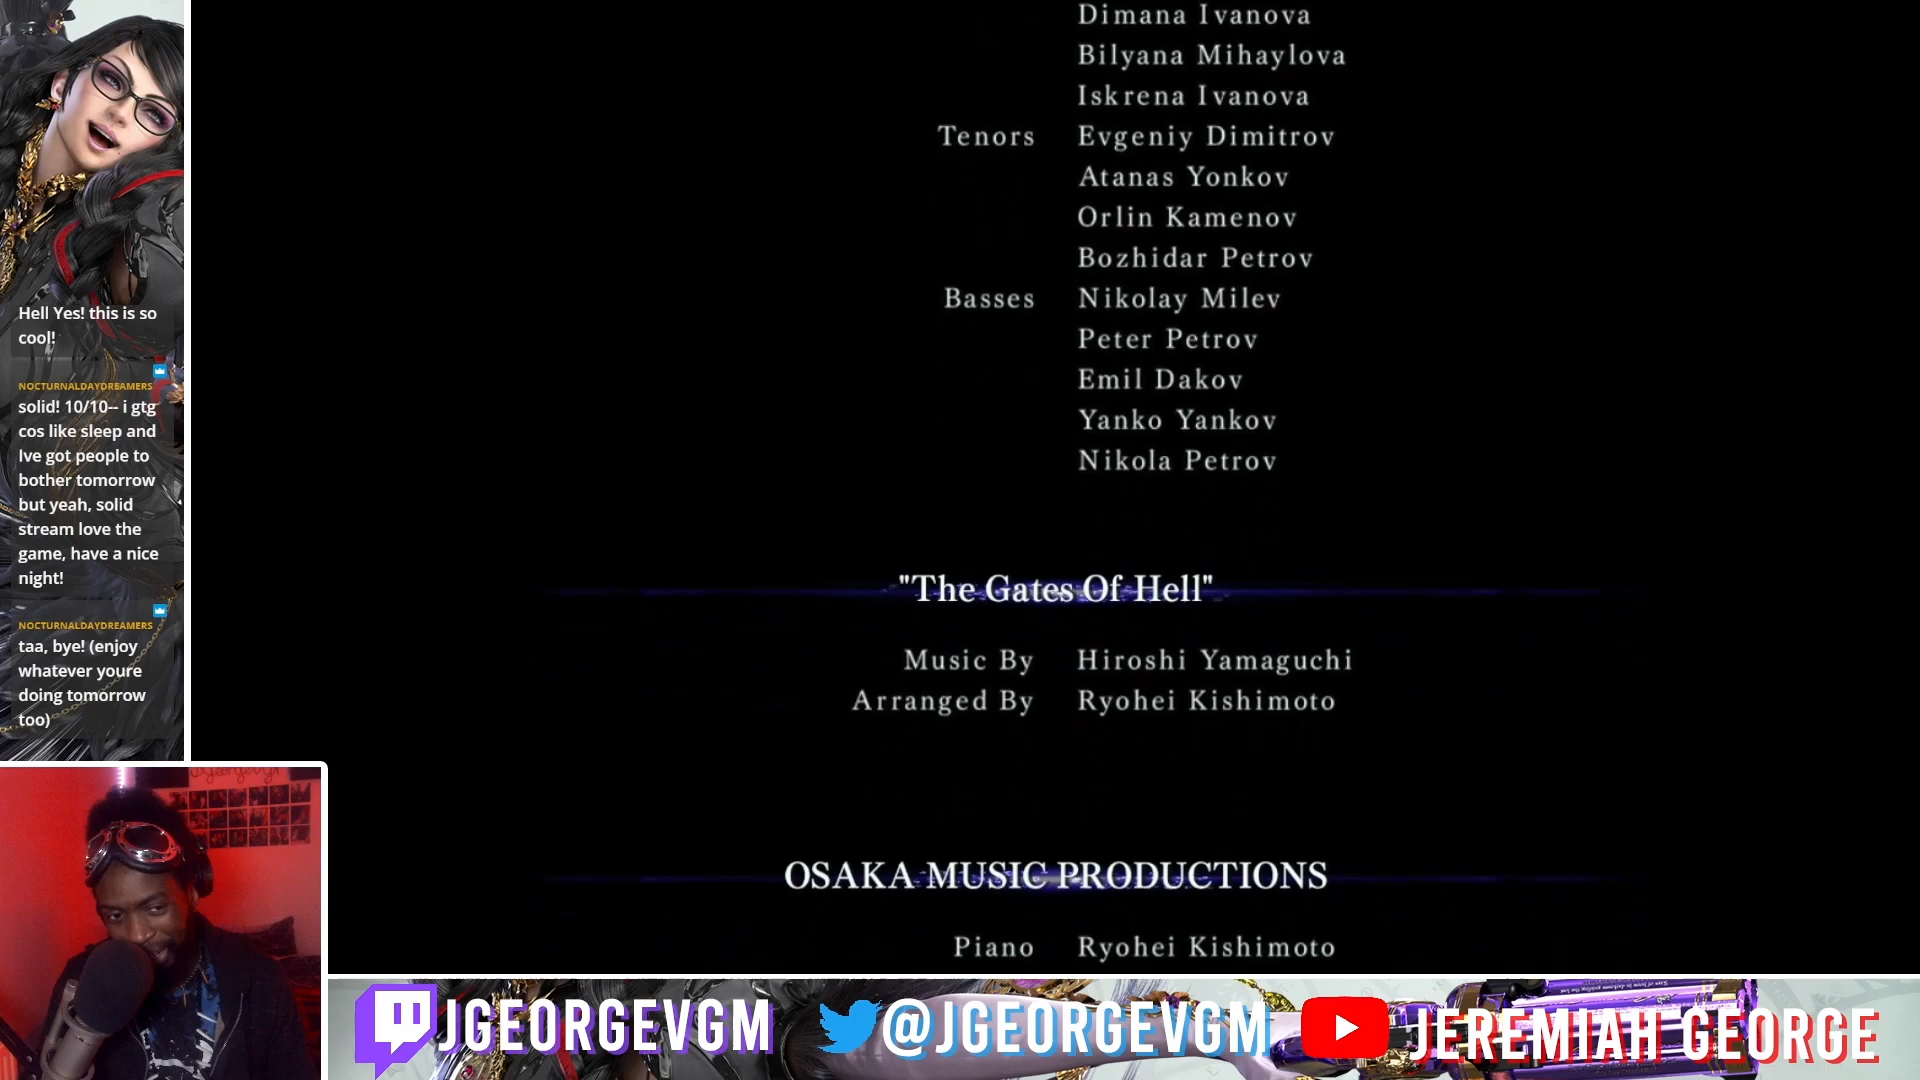 Hell Yes! this is so
cool!
NOCTURNALDAYDREAMERS
solid! 10/10-- i gtg
cos like sleep and
Ive got people to
bother tomorrow
but yeah, solid
stream love the
game, have a nice
night!
NOCTURNALDAYDREAMERS
taa, bye! (enjoy
whatever youre
doing tomorrow
too)
Dimana Ivanova
Bilyana Mihaylova
Iskrena Ivanova
Tenors Evgeniy Dimitrov
Atanas Yonkov
Orlin Kamenov
Bozhidar Petrov
Basses Nikolay Milev
Peter Petrov
Emil Dakov
Yanko Yankov
Nikola Petrov
"The Gates Of Hell"
Music By Hiroshi Yamaguchi
Arranged By Ryohei Kishimoto
OSAKA MUSIC PRODUCTIONS
Piano Ryohei Kishimoto
JGeorgeVGM
JGEORGEVGM @JGEORGEVGM JEREMIAH GEORGE